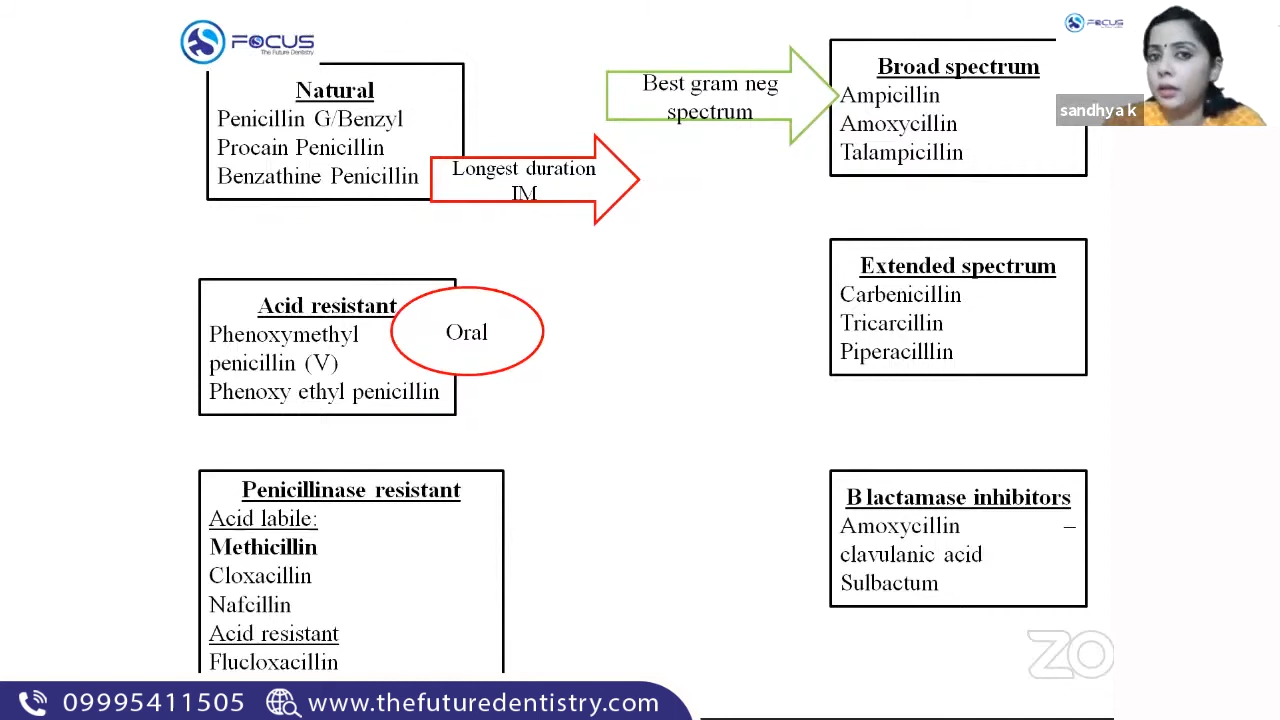 FOCUS
The Future Dentistry
Natural
Penicillin G/Benzyl
Procain Penicillin
Benzathine Penicillin
Longest duration
IM
Best gram neg
spectrum
Broad spectrum
Ampicillin
Amoxycillin
Talampicillin
FOCUS
sandhya k
Acid resistant
Phenoxymethyl
penicillin (V)
Phenoxy ethyl penicillin
Oral
Extended spectrum
Carbenicillin
Tricarcillin
Piperacilllin
Penicillinase resistant
Acid labile:
Methicillin
Cloxacillin
Nafcillin
Acid resistant
Flucloxacillin
B lactamase inhibitors
Amoxycillin –
clavulanic acid
Sulbactum
ZO
09995411505 www.thefuturedentistry.com